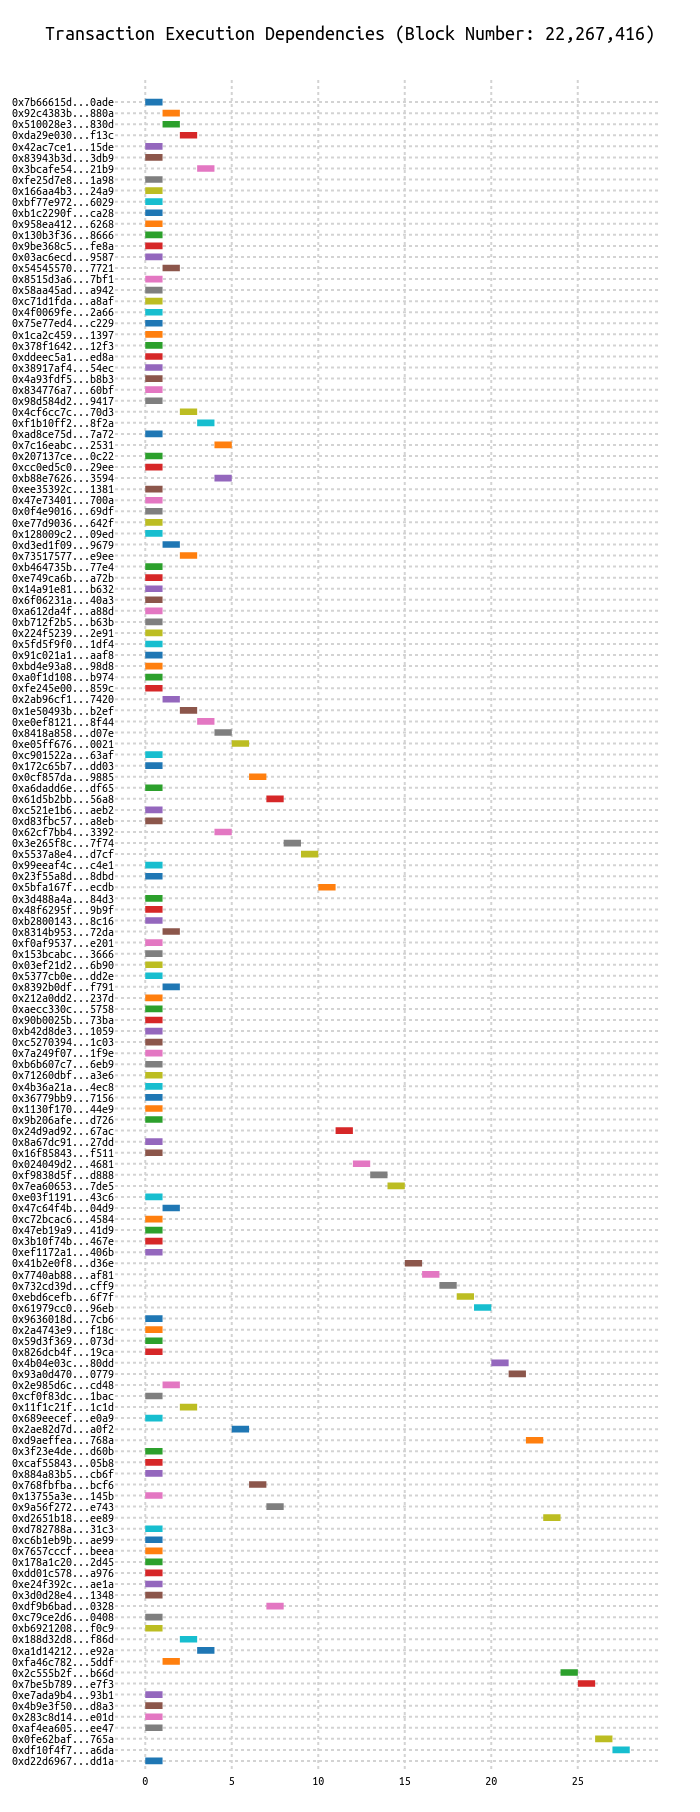 Transaction Execution Dependencies (Block Number: 22,267,416)
0x7b66615d...0ade
0x92c4383b...880a
0x510028e3...830d
0xda29e030...f13c
0x42ac7ce1...15de
0x83943b3d...3db9
0x3bcafe54...21b9
0xfe25d7e8...1a98
0x166aa4b3...24a9
0xbf77e972...6029
0xb1c2290f...ca28
0x958ea412...6268
0x130b3f36...8666
0x9be368c5...fe8a
0x03ac6ecd...9587
0x54545570...7721
0x8515d3a6...7bf1
0x58aa45ad...a942
0xc71d1fda...a8af
0x4f0069fe...2a66
0x75e77ed4...c229
0x1ca2c459...1397
0x378f1642...12f3
0xddeec5a1...ed8a
0x38917af4...54ec
0x4a93fdf5...b8b3
0x834776a7...60bf
0x98d584d2...9417
0x4cf6cc7c...70d3
0xf1b10ff2...8f2a
0xad8ce75d...7a72
0x7c16eabc...2531
0x207137ce...0c22
0xcc0ed5c0...29ee
0xb88e7626...3594
0xee35392c...1381
0x47e73401...700a
0x0f4e9016...69df
0xe77d9036...642f
0x128009c2...09ed
0xd3ed1f09...9679
0x73517577...e9ee
0xb464735b...77e4
0xe749ca6b...a72b
0x14a91e81...b632
0x6f06231a...40a3
0xa612da4f...a88d
0xb712f2b5...b63b
0x224f5239...2e91
0x5fd5f9f0...1df4
0x91c021a1...aaf8
0xbd4e93a8...98d8
0xa0f1d108...b974
0xfe245e00...859c
0x2ab96cf1...7420
0x1e50493b...b2ef
0xe0ef8121...8f44
0x8418a858...d07e
0xe05ff676...0021
0xc901522a...63af
0x172c65b7...dd03
0x0cf857da...9885
0xa6dadd6e...df65
0x61d5b2bb...56a8
0xc521e1b6...aeb2
0xd83fbc57...a8eb
0x62cf7bb4...3392
0x3e265f8c...7f74
0x5537a8e4...d7cf
0x99eeaf4c...c4e1
0x23f55a8d...8dbd
0x5bfa167f...ecdb
0x3d488a4a...84d3
0x48f6295f...9b9f
0xb2800143...8c16
0x8314b953...72da
0xf0af9537...e201
0x153bcabc...3666
0x03ef21d2...6b90
0x5377cb0e...dd2e
0x8392b0df...f791
0x212a0dd2...237d
0xaecc330c...5758
0x90b0025b...73ba
0xb42d8de3...1059
0xc5270394...1c03
0x7a249f07...1f9e
0xb6b607c7...6eb9
0x71260dbf...a3e6
0x4b36a21a...4ec8
0x36779bb9...7156
0x1130f170...44e9
0x9b206afe...d726
0x24d9ad92...67ac
0x8a67dc91...27dd
0x16f85843...f511
0x024049d2...4681
0xf9838d5f...d888
0x7ea60653...7de5
0xe03f1191...43c6
0x47c64f4b...04d9
0xc72bcac6...4584
0x47eb19a9...41d9
0x3b10f74b...467e
0xef1172a1...406b
0x41b2e0f8...d36e
0x7740ab88...af81
0x732cd39d...cff9
0xebd6cefb...6f7f
0x61979cc0...96eb
0x9636018d...7cb6
0x2a4743e9...f18c
0x59d3f369...073d
0x826dcb4f...19ca
0x4b04e03c...80dd
0x93a0d470...0779
0x2e985d6c...cd48
0xcf0f83dc...1bac
0x11f1c21f...1c1d
0x689eecef...e0a9
0x2ae82d7d...a0f2
0xd9aeffea...768a
0x3f23e4de...d60b
0xcaf55843...05b8
0x884a83b5...cb6f
0x768fbfba...bcf6
0x13755a3e...145b
0x9a56f272...e743
0xd2651b18...ee89
0xd782788a...31c3
0xc6b1eb9b...ae99
0x7657cccf...beea
0x178a1c20...2d45
0xdd01c578...a976
0xe24f392c...ae1a
0x3d0d28e4...1348
0xdf9b6bad...0328
0xc79ce2d6...0408
0xb6921208...f0c9
0x188d32d8...f86d
0xa1d14212...e92a
0xfa46c782...5ddf
0x2c555b2f...b66d
0x7be5b789...e7f3
0xe7ada9b4...93b1
0x4b9e3f50...d8a3
0x283c8d14...e01d
0xaf4ea605...ee47
0x0fe62baf...765a
0xdf10f4f7...a6da
0xd22d6967...dd1a
0 5 10 15 20 25